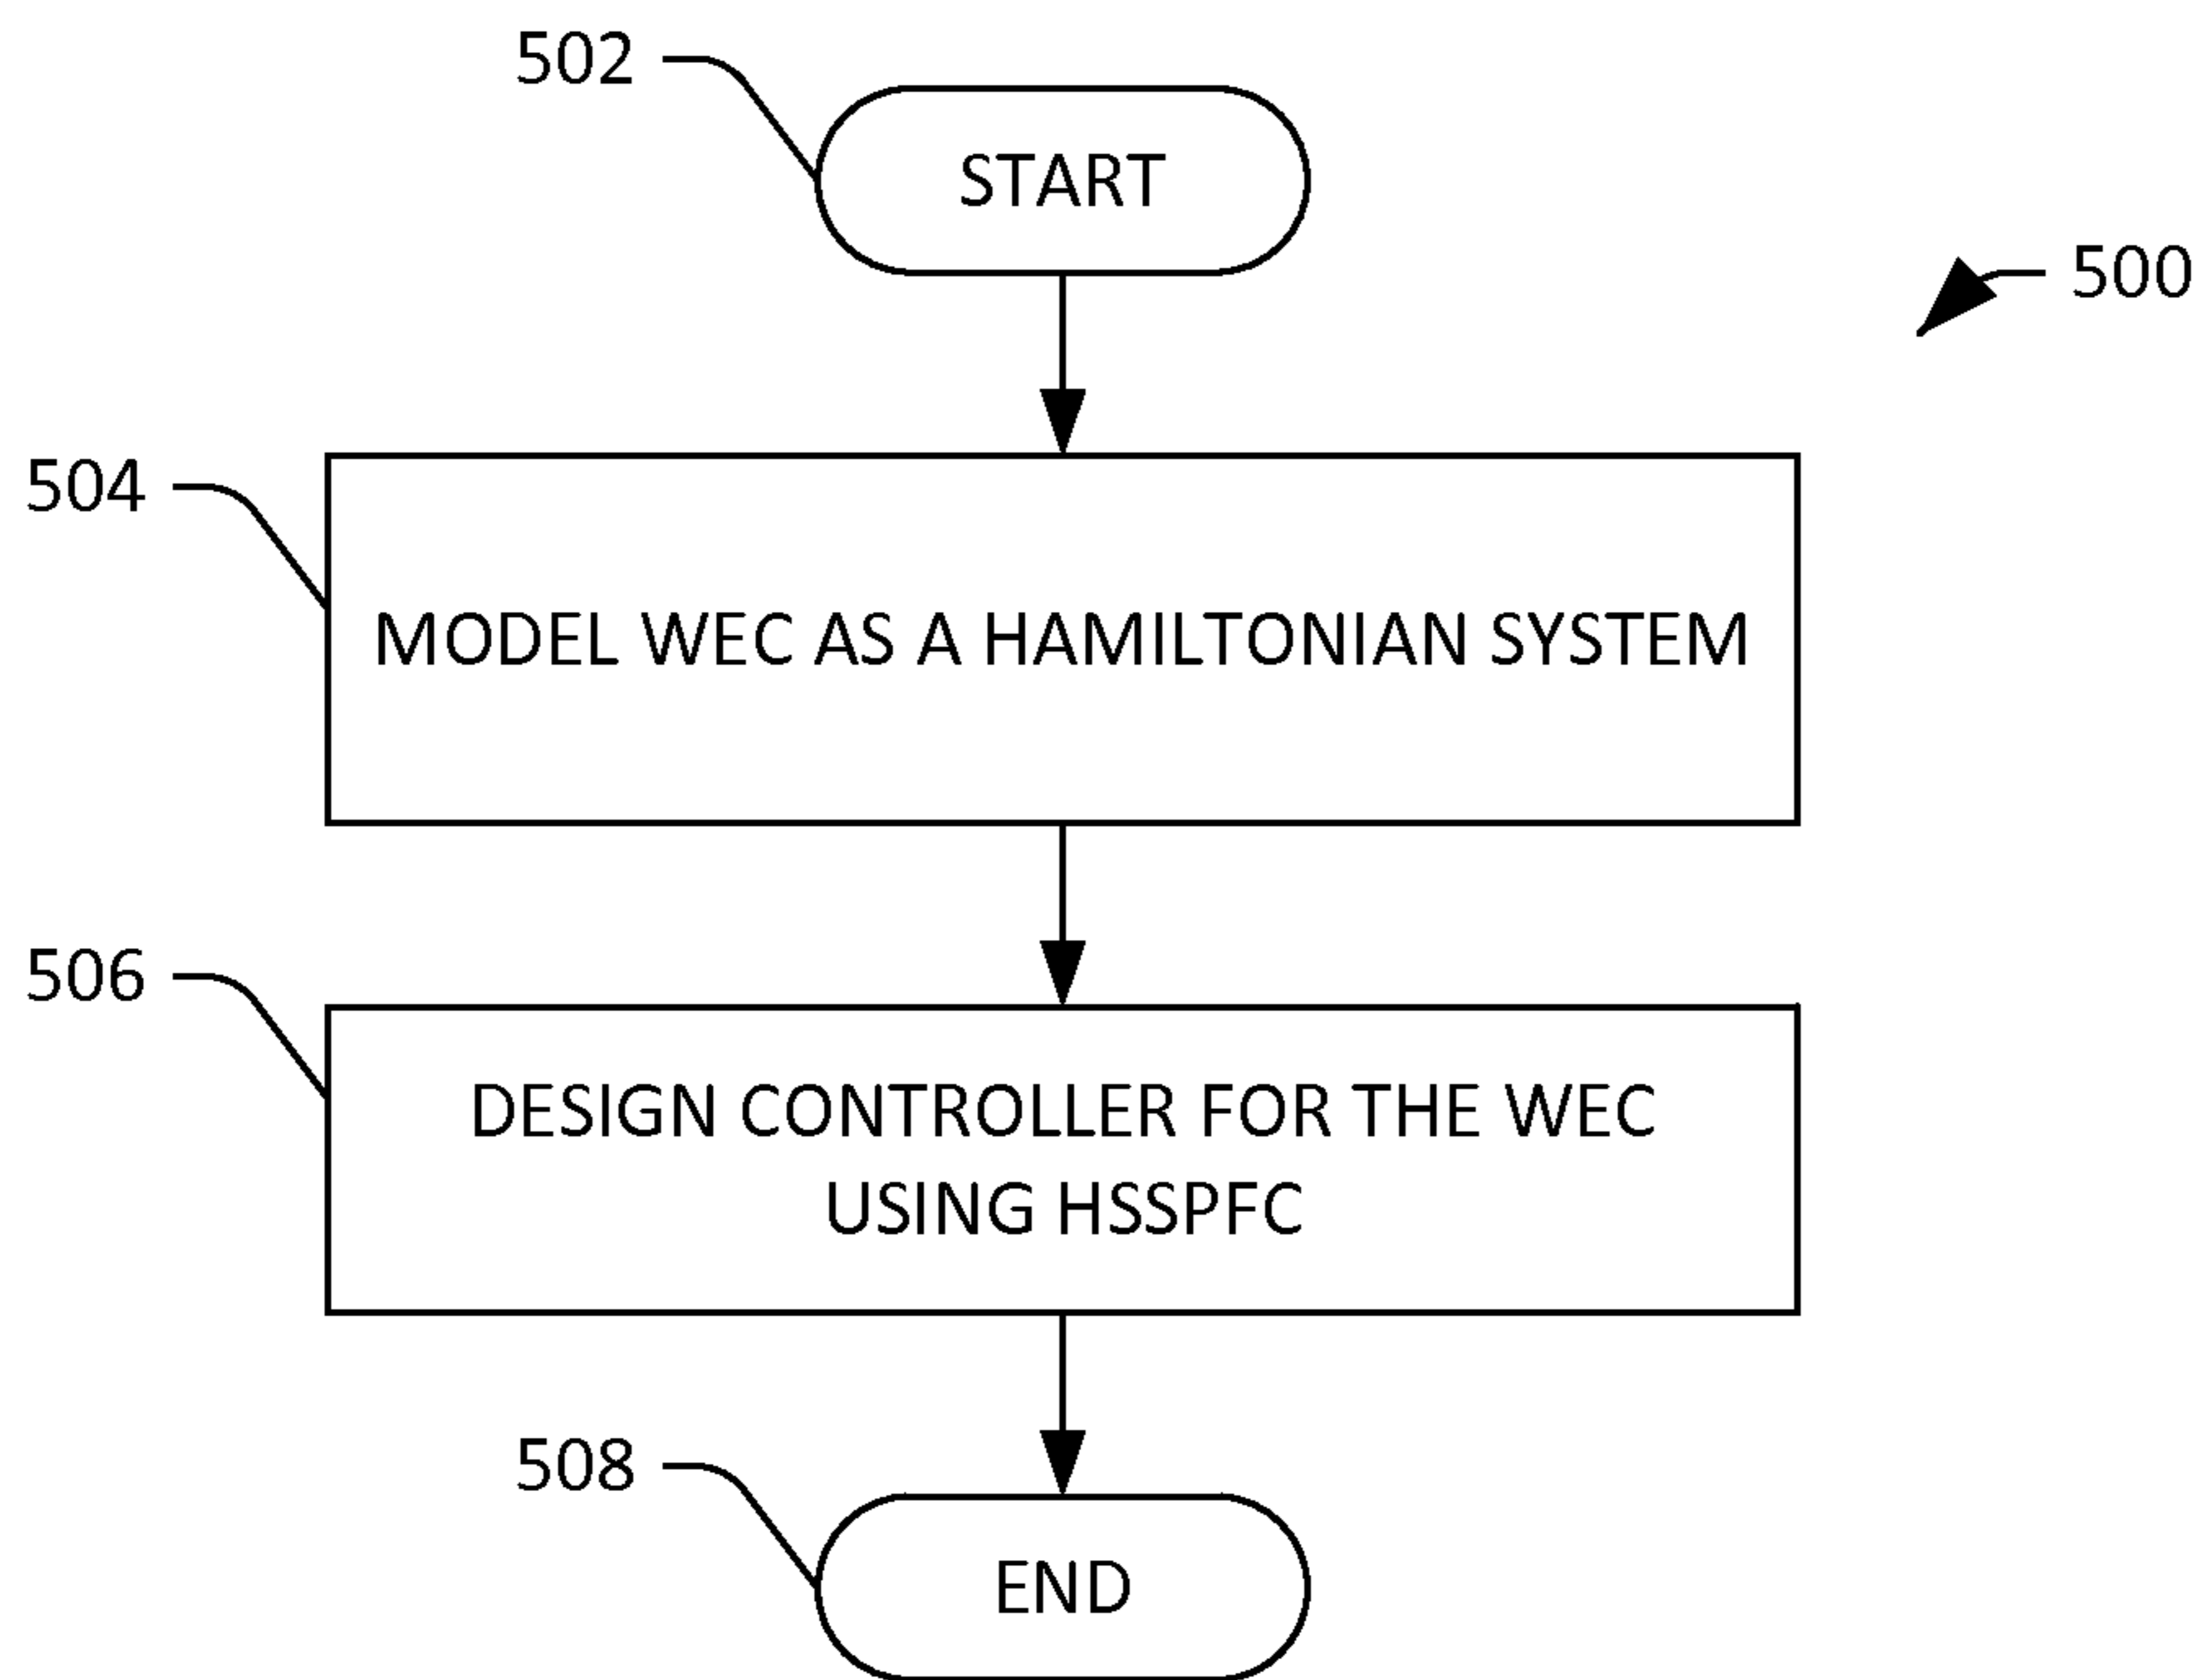 502
START
500
504
MODEL WEC AS A HAMILTONIAN SYSTEM
506
DESIGN CONTROLLER FOR THE WEC
USING HSSPFC
508
END